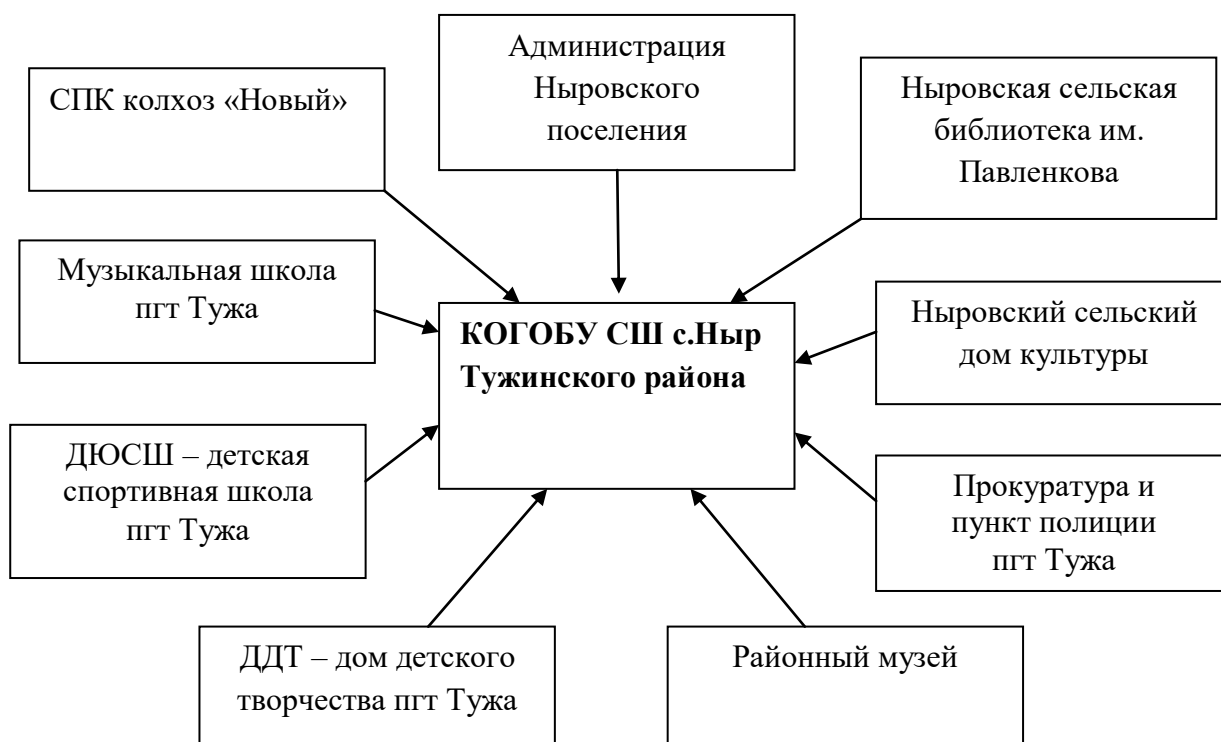 Администрация
Ныровского
поселения
СПК колхоз «Новый»
Ныровская сельская
библиотека им.
Павленкова
Музыкальная школа
пгт Тужа
КОГОБУ СШ с.Ныр
Тужинского района
Ныровский сельский
дом культуры
ДЮСШ – детская
спортивная школа
пгт Тужа
Прокуратура и
пункт полиции
пгт Тужа
ДДТ – дом детского
творчества пгт Тужа
Районный музей